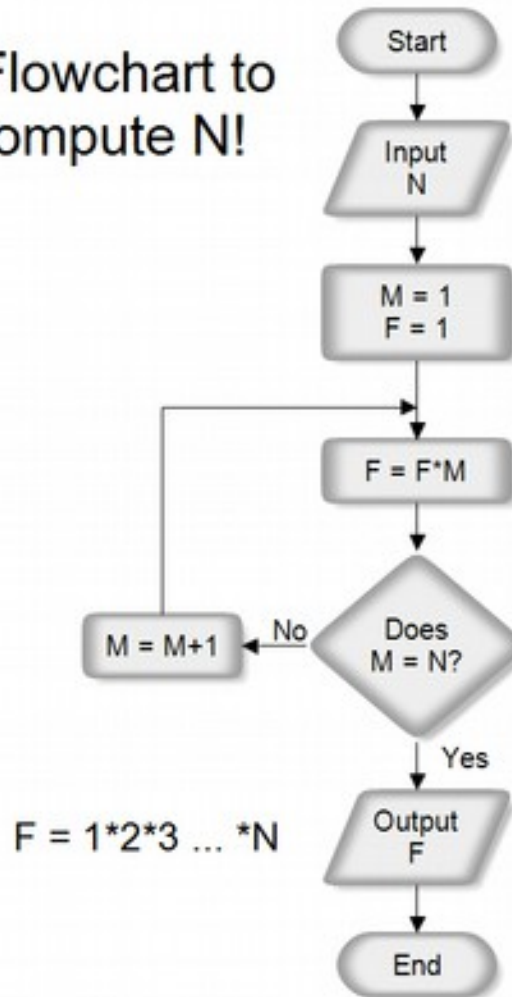 Flowchart to
ompute N!
Start
Input
N
M = 1
F = 1
F = F*M
Does
M = N?
No
M = M+1
Yes
F = 1*2*3 ... *N
Output
F
End